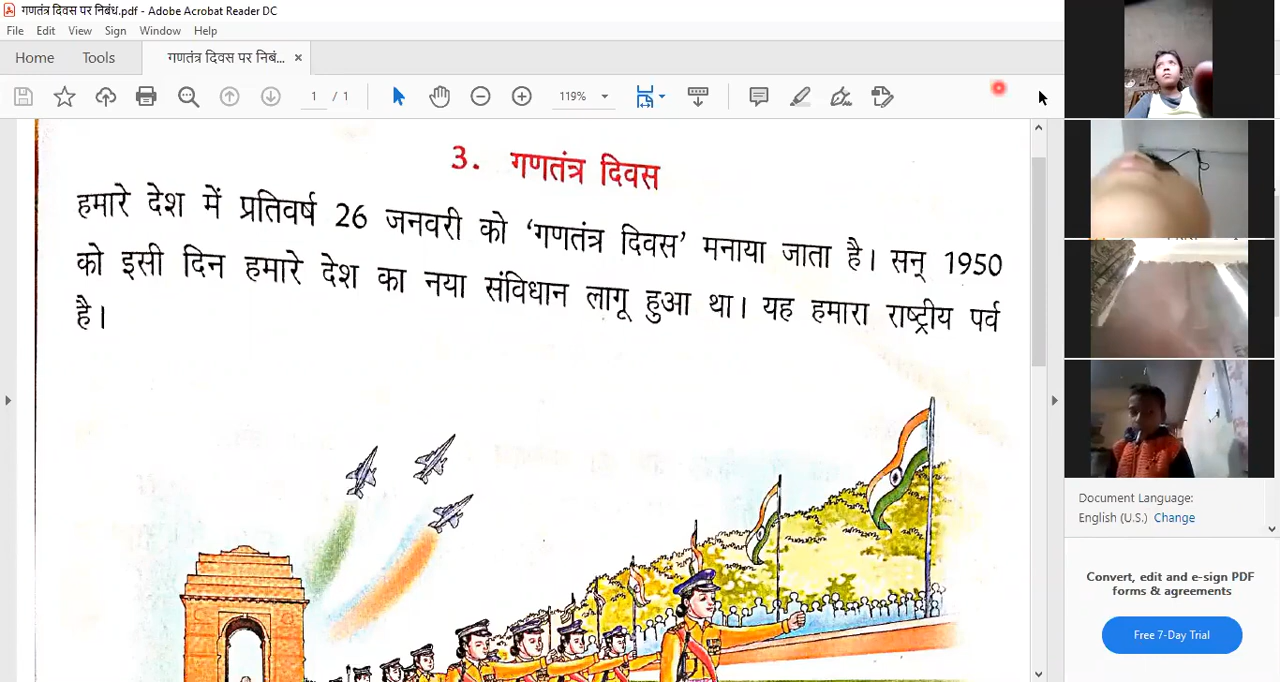 गणतंत्र दिवस पर निबंध.pdf - Adobe Acrobat Reader DC
File Edit View Sign Window Help
Home Tools गणतंत्र दिवस पर निबं... ×
1 / 1 119%
3. गणतंत्र दिवस
हमारे देश में प्रतिवर्ष 26 जनवरी को ‘गणतंत्र दिवस’ मनाया जाता है। सन् 1950
को इसी दिन हमारे देश का नया संविधान लागू हुआ था। यह हमारा राष्ट्रीय पर्व
है।
Document Language:
English (U.S.) Change
Convert, edit and e-sign PDF
forms & agreements
Free 7-Day Trial